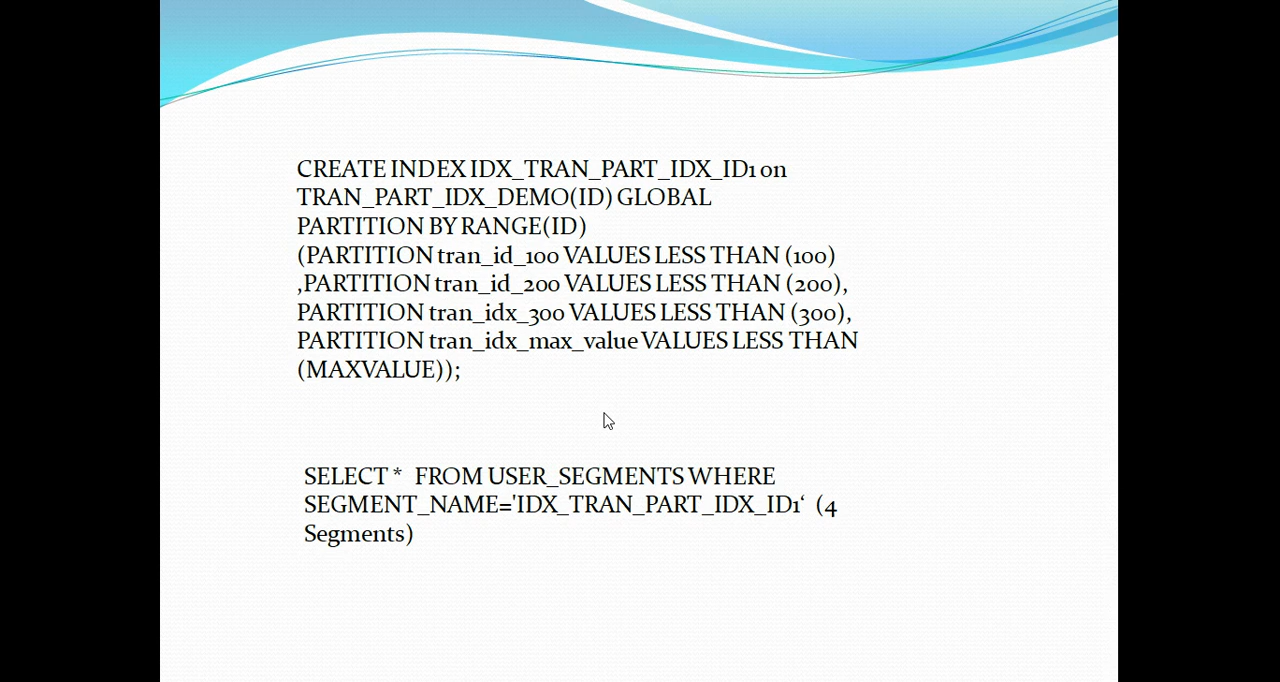 CREATE INDEX IDX_TRAN_PART_IDX_ID1 on
TRAN_PART_IDX_DEMO(ID) GLOBAL
PARTITION BY RANGE(ID)
(PARTITION tran_id_100 VALUES LESS THAN (100)
,PARTITION tran_id_200 VALUES LESS THAN (200),
PARTITION tran_idx_300 VALUES LESS THAN (300),
PARTITION tran_idx_max_value VALUES LESS THAN
(MAXVALUE));
SELECT * FROM USER_SEGMENTS WHERE
SEGMENT_NAME='IDX_TRAN_PART_IDX_ID1‘ (4
Segments)